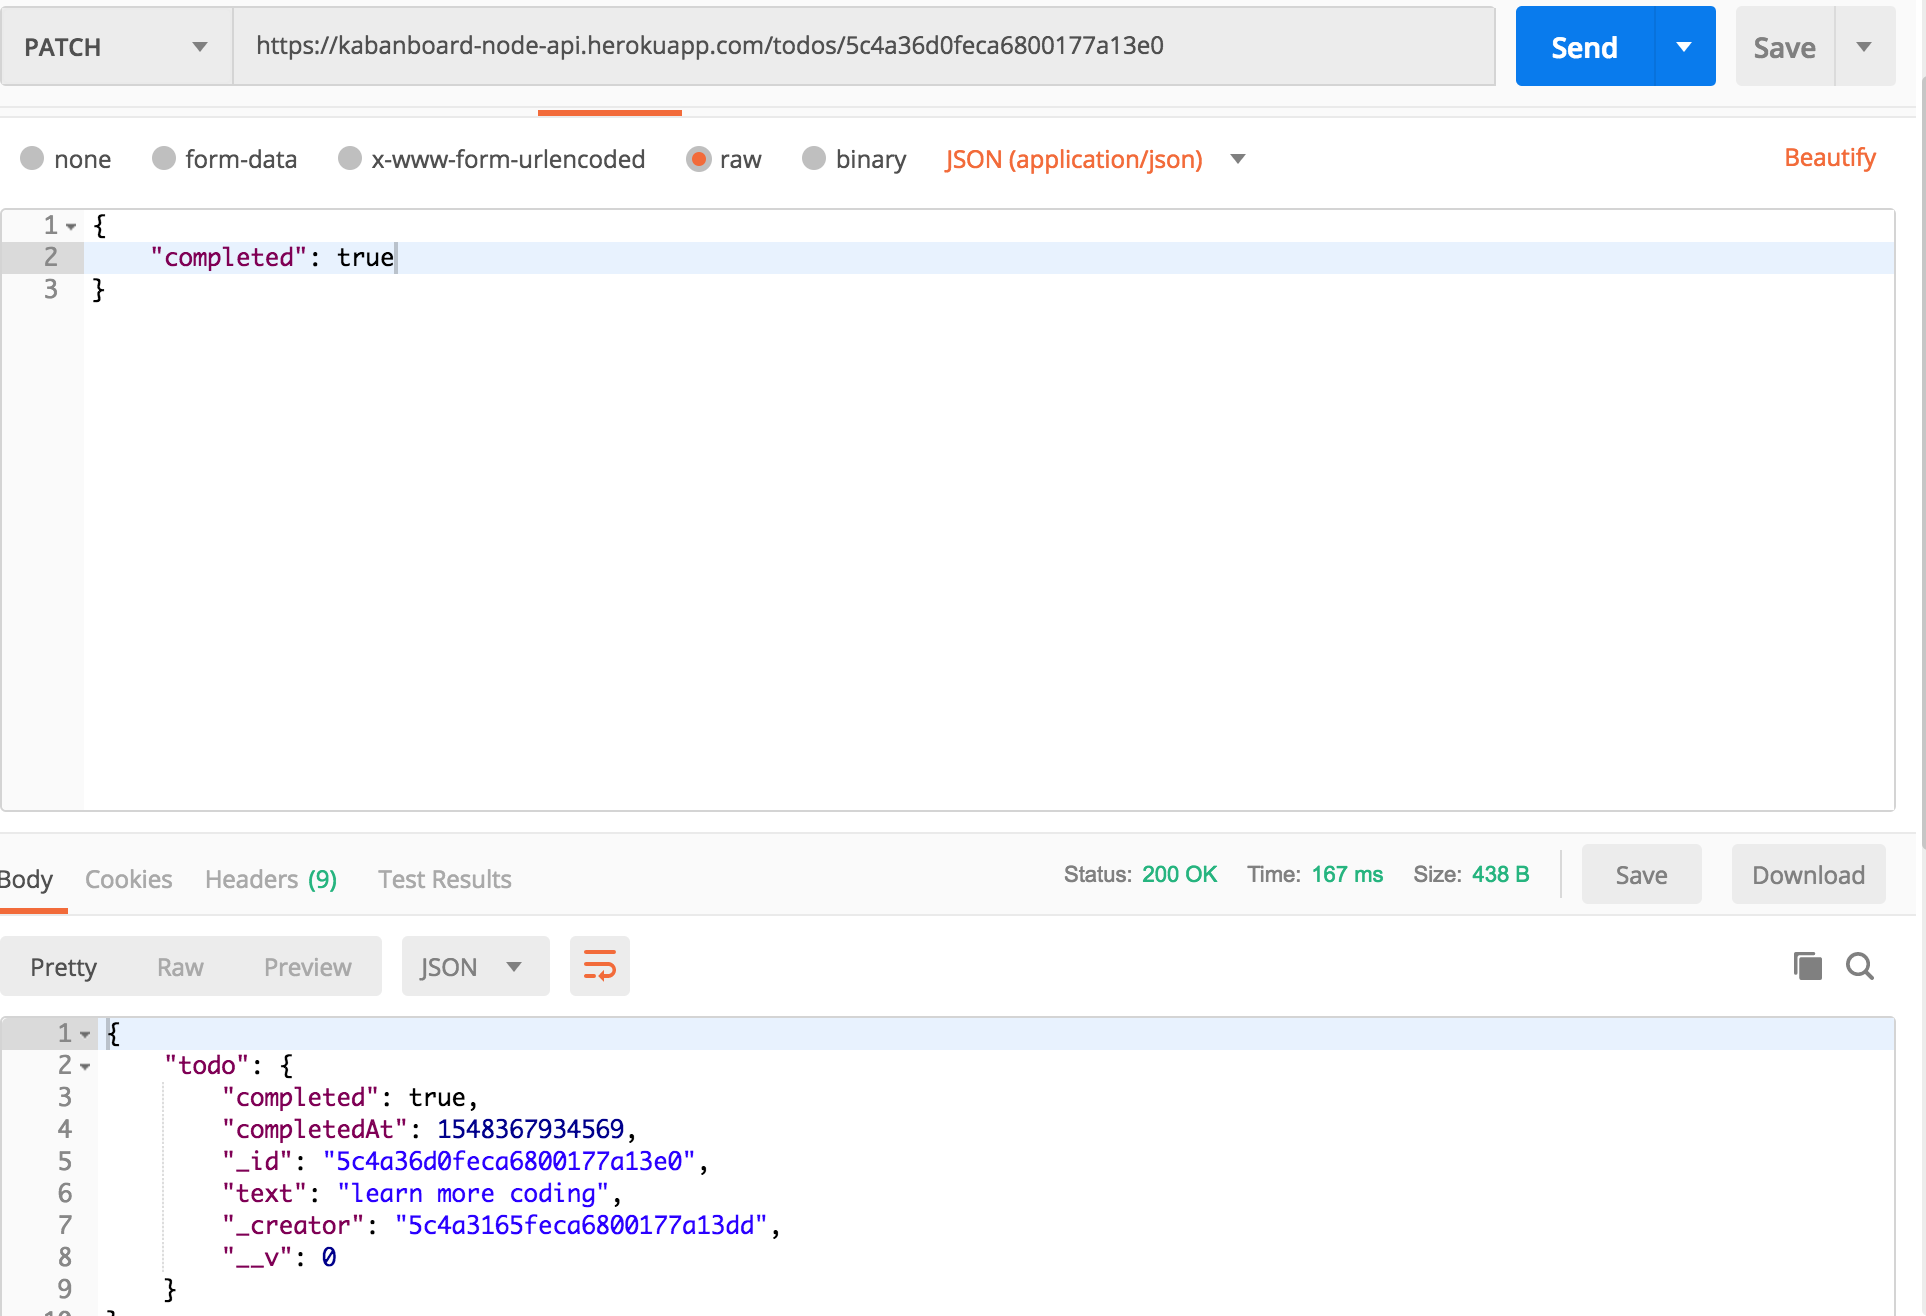 PATCH https://kabanboard-node-api.herokuapp.com/todos/5c4a36d0feca6800177a13e0 Send Save
none form-data x-www-form-urlencoded raw binary JSON (application/json) Beautify
1 {
2 "completed": true
3 }
Body Cookies Headers (9) Test Results Status: 200 OK Time: 167 ms Size: 438 B Save Download
Pretty Raw Preview JSON
1 {
2 "todo": {
3 "completed": true,
4 "completedAt": 1548367934569,
5 "_id": "5c4a36d0feca6800177a13e0",
6 "text": "learn more coding",
7 "_creator": "5c4a3165feca6800177a13dd",
8 "__v": 0
9 }